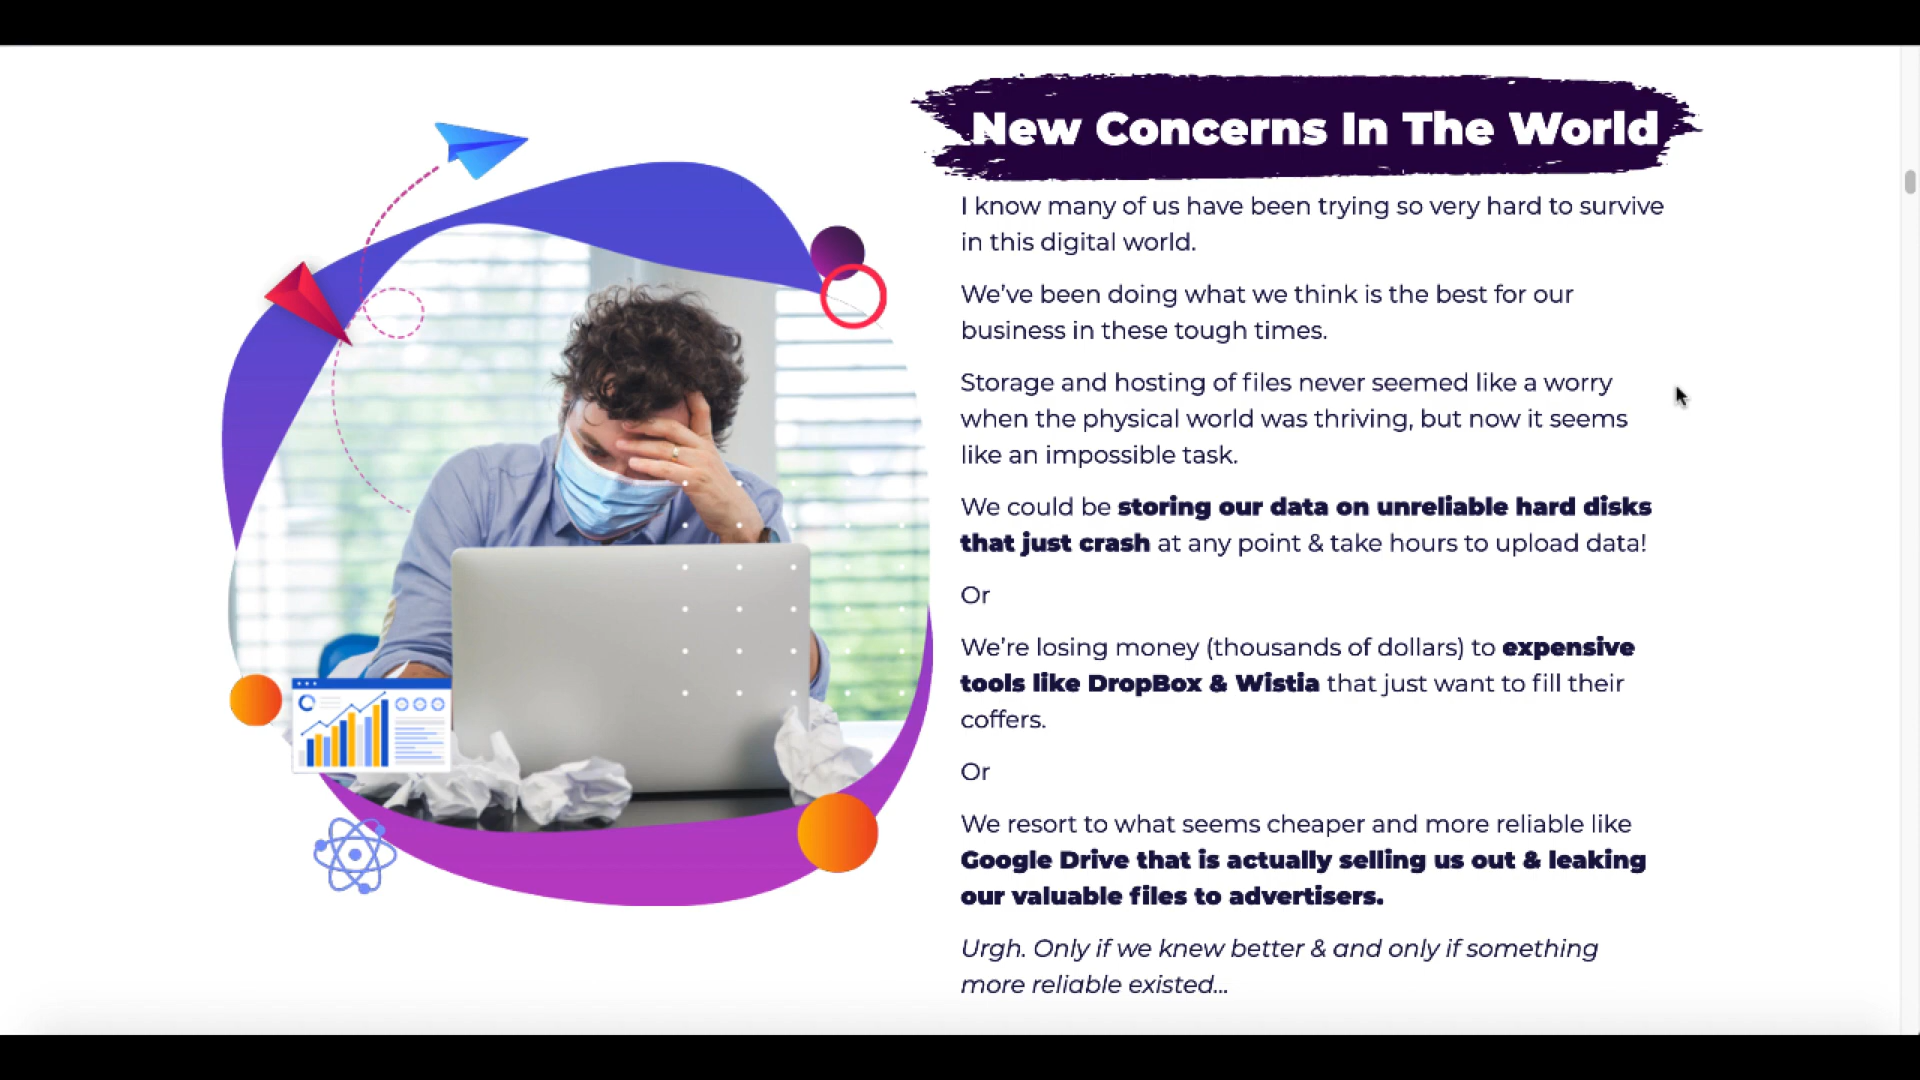 New Concerns In The World
I know many of us have been trying so very hard to survive
in this digital world.
We’ve been doing what we think is the best for our
business in these tough times.
Storage and hosting of files never seemed like a worry
when the physical world was thriving, but now it seems
like an impossible task.
We could be storing our data on unreliable hard disks
that just crash at any point & take hours to upload data!
Or
We’re losing money (thousands of dollars) to expensive
tools like DropBox & Wistia that just want to fill their
coffers.
Or
We resort to what seems cheaper and more reliable like
Google Drive that is actually selling us out & leaking
our valuable files to advertisers.
Urgh. Only if we knew better & and only if something
more reliable existed...